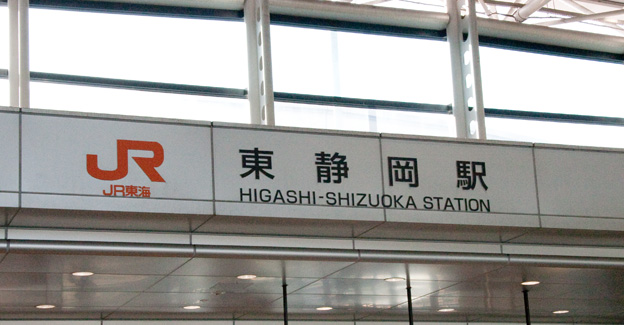 JR
JR東海
東静岡駅
HIGASHI-SHIZUOKA STATION